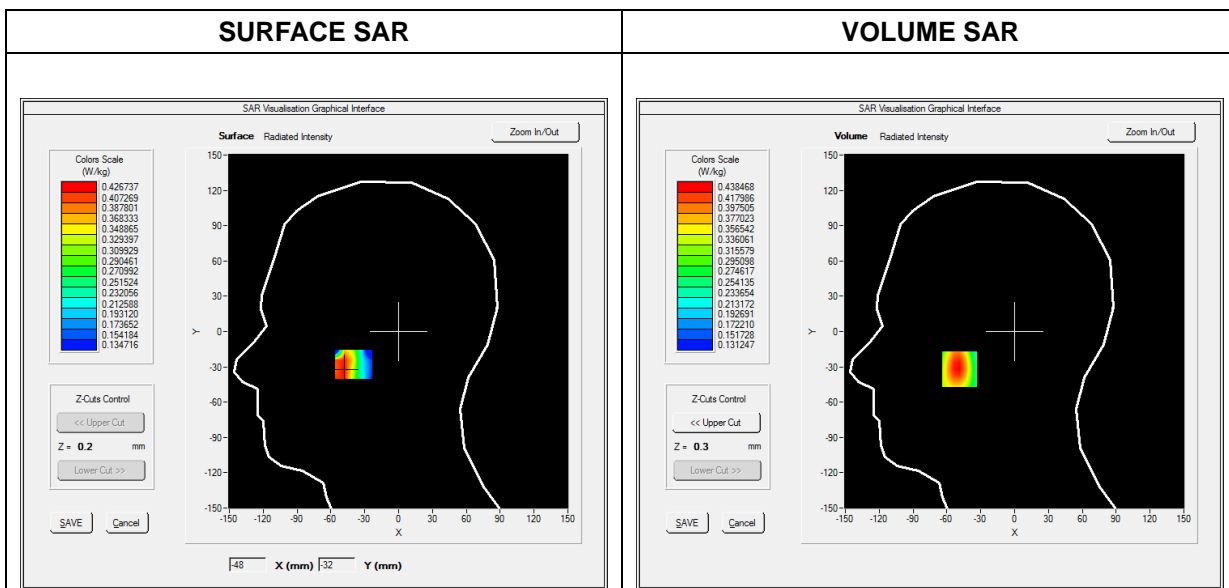 SURFACE SAR
VOLUME SAR
SAR Visualisation Graphical Interface
Surface Radiated Intensity
Zoom In/Out
Colors Scale
(W/kg)
0.426737
0.407269
0.387801
0.368333
0.348865
0.329397
0.309929
0.290461
0.270992
0.251524
0.232056
0.212588
0.193120
0.173652
0.154184
0.134716
Z-Cuts Control
<< Upper Cut
Z = 0.2 mm
Lower Cut >>
SAVE Cancel
150
120
90
60
30
0
-30
-60
-90
-120
-150
Y
-150 -120 -90 -60 -30 0 30 60 90 120 150
X
-48 X (mm) -32 Y (mm)
SAR Visualisation Graphical Interface
Volume Radiated Intensity
Zoom In/Out
Colors Scale
(W/kg)
0.438468
0.417986
0.397505
0.377023
0.356542
0.336061
0.315579
0.295098
0.274617
0.254135
0.233654
0.213172
0.192691
0.172210
0.151728
0.131247
Z-Cuts Control
<< Upper Cut
Z = 0.3 mm
Lower Cut >>
SAVE Cancel
150
120
90
60
30
0
-30
-60
-90
-120
-150
Y
-150 -120 -90 -60 -30 0 30 60 90 120 150
X